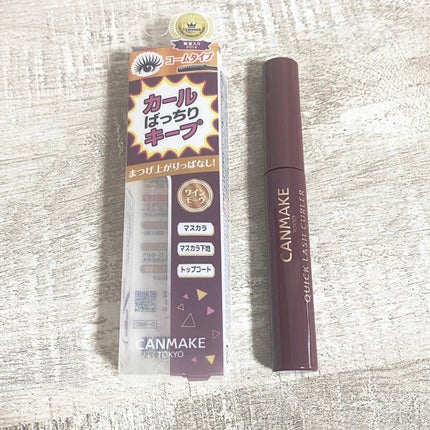 コームタイプ
カール
ばっちり
キープ
まつげ上がりっぱなし!
ワイン
モーヴ
マスカラ
マスカラ下地
トップコート
CANMAKE
TOKYO
CANMAKE
TOKYO
QUICK LASH CURLER